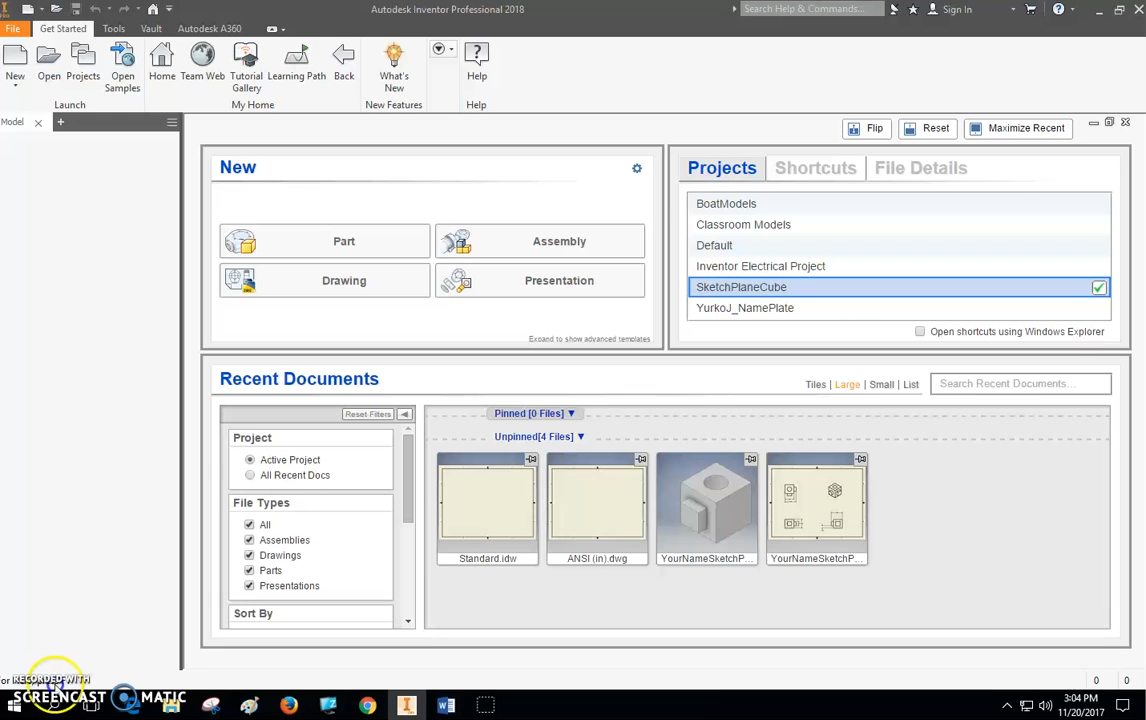 Autodesk Inventor Professional 2018
Search Help & Commands...
Sign In
File
Get Started
Tools
Vault
Autodesk A360
New
Open
Projects
Open Samples
Home
Team Web
Tutorial Gallery
Learning Path
Back
What's New
Help
Launch
My Home
New Features
Help
Model
Flip
Reset
Maximize Recent
New
Part
Assembly
Drawing
Presentation
Expand to show advanced templates
Projects
Shortcuts
File Details
BoatModels
Classroom Models
Default
Inventor Electrical Project
SketchPlaneCube
YurkoJ_NamePlate
Open shortcuts using Windows Explorer
Recent Documents
Tiles | Large | Small | List
Search Recent Documents...
Reset Filters
Project
Active Project
All Recent Docs
File Types
All
Assemblies
Drawings
Parts
Presentations
Sort By
Pinned [0 Files]
Unpinned[4 Files]
Standard.idw
ANSI (in).dwg
YourNameSketchP...
YourNameSketchP...
0 0
RECORDED WITH
SCREENCAST MATIC
3:04 PM
11/20/2017